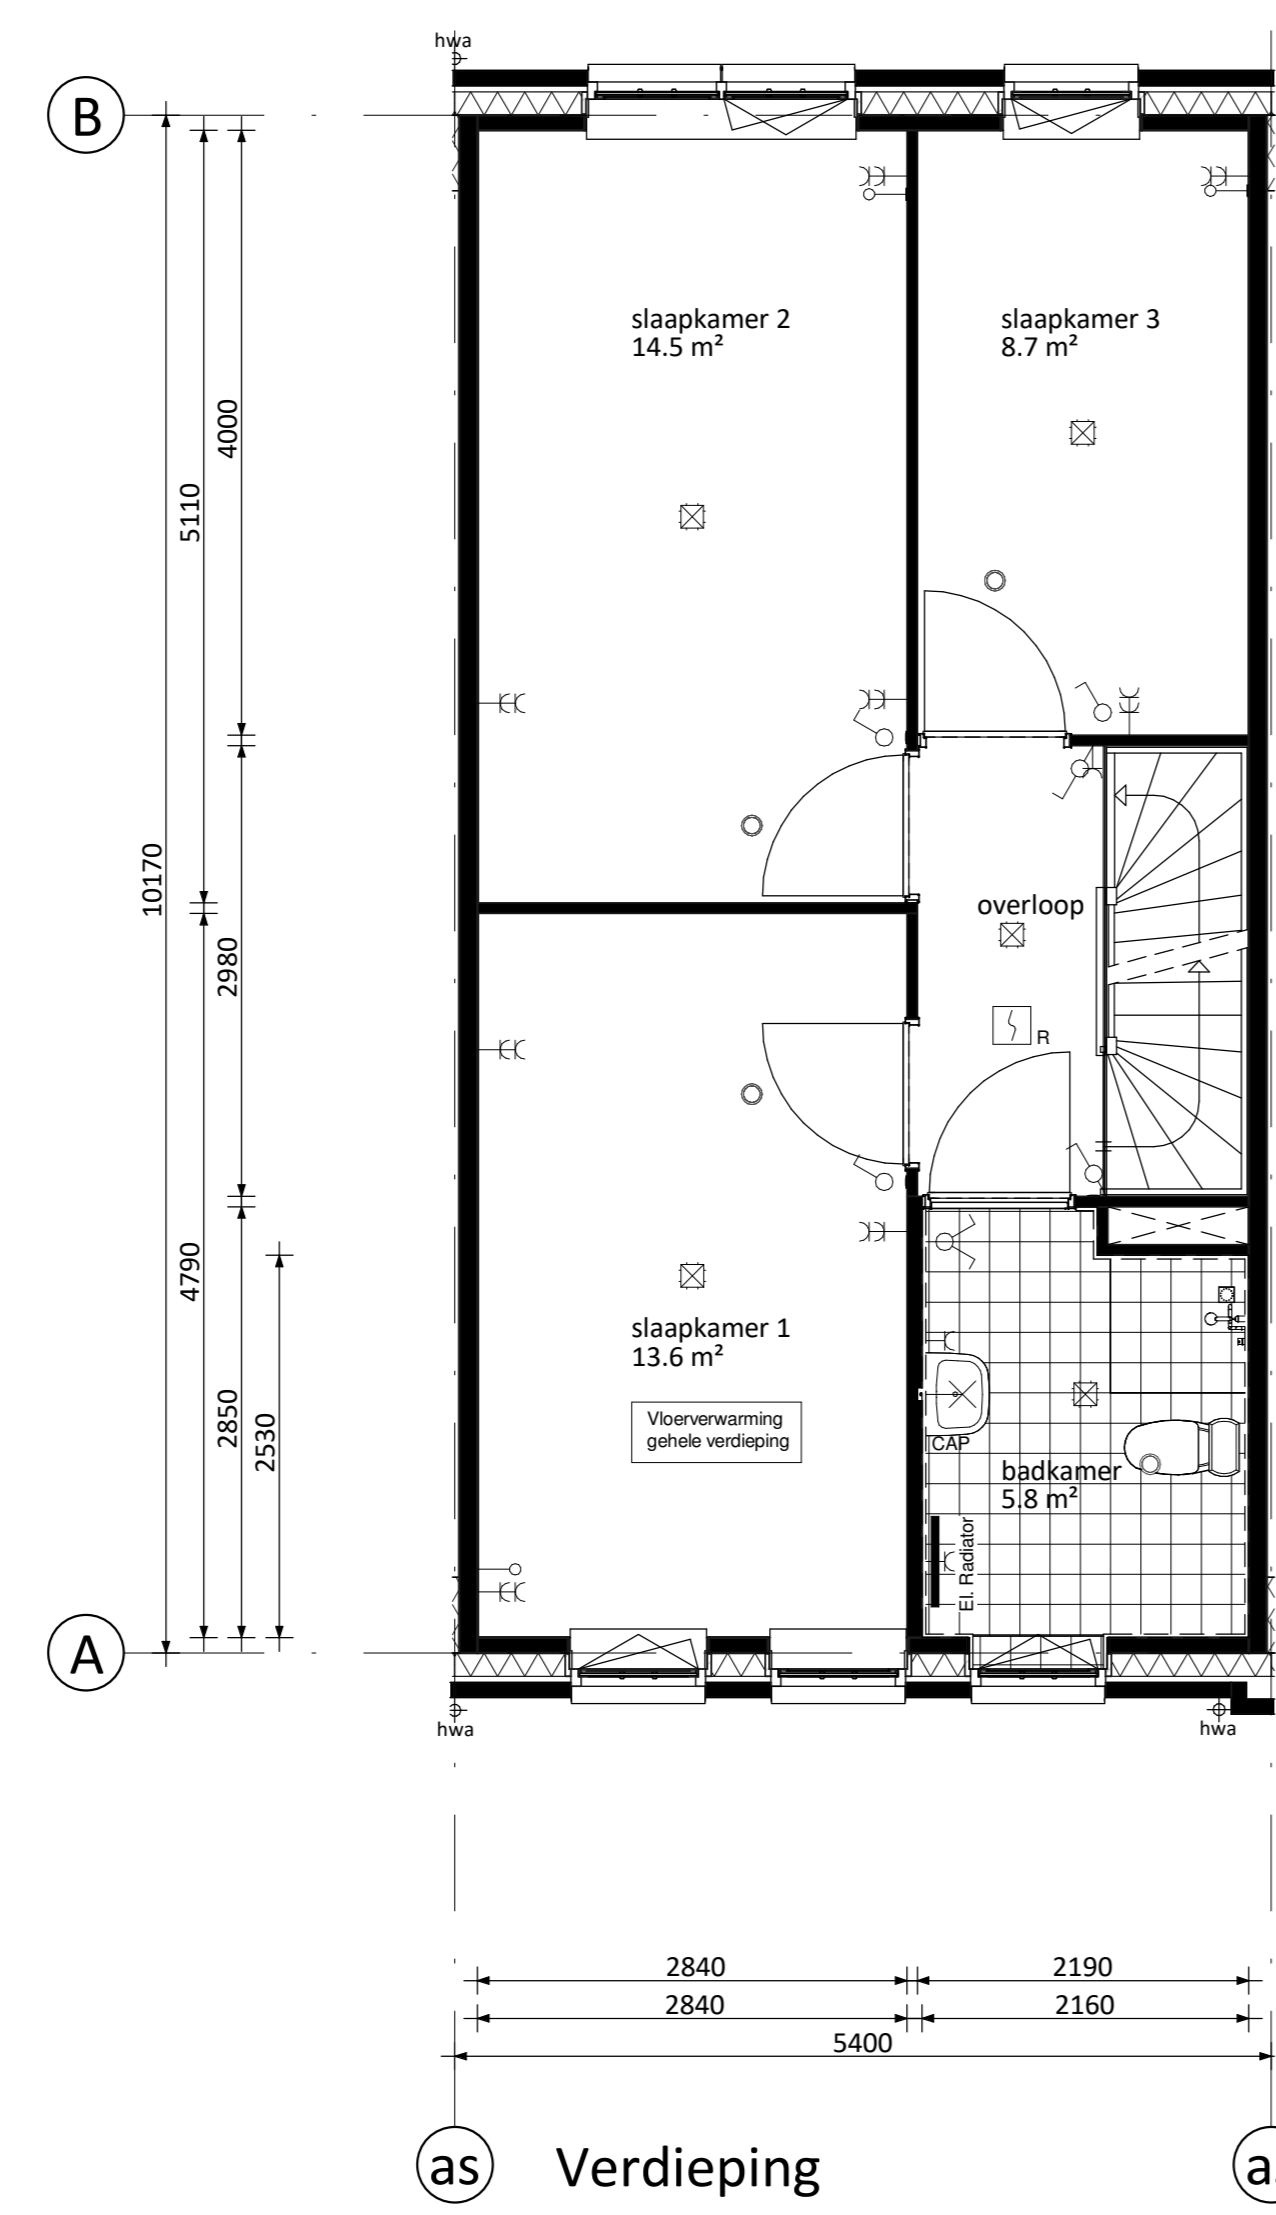 hwa
B
slaapkamer 2
14.5 m²
slaapkamer 3
8.7 m²
4000
5110
10170
overloop
2980
R
4790
slaapkamer 1
13.6 m²
Vloerverwarming
gehele verdieping
2850
2530
CAP
badkamer
5.8 m²
El. Radiator
A
hwa
hwa
2840
2190
2840
2160
5400
as
Verdieping